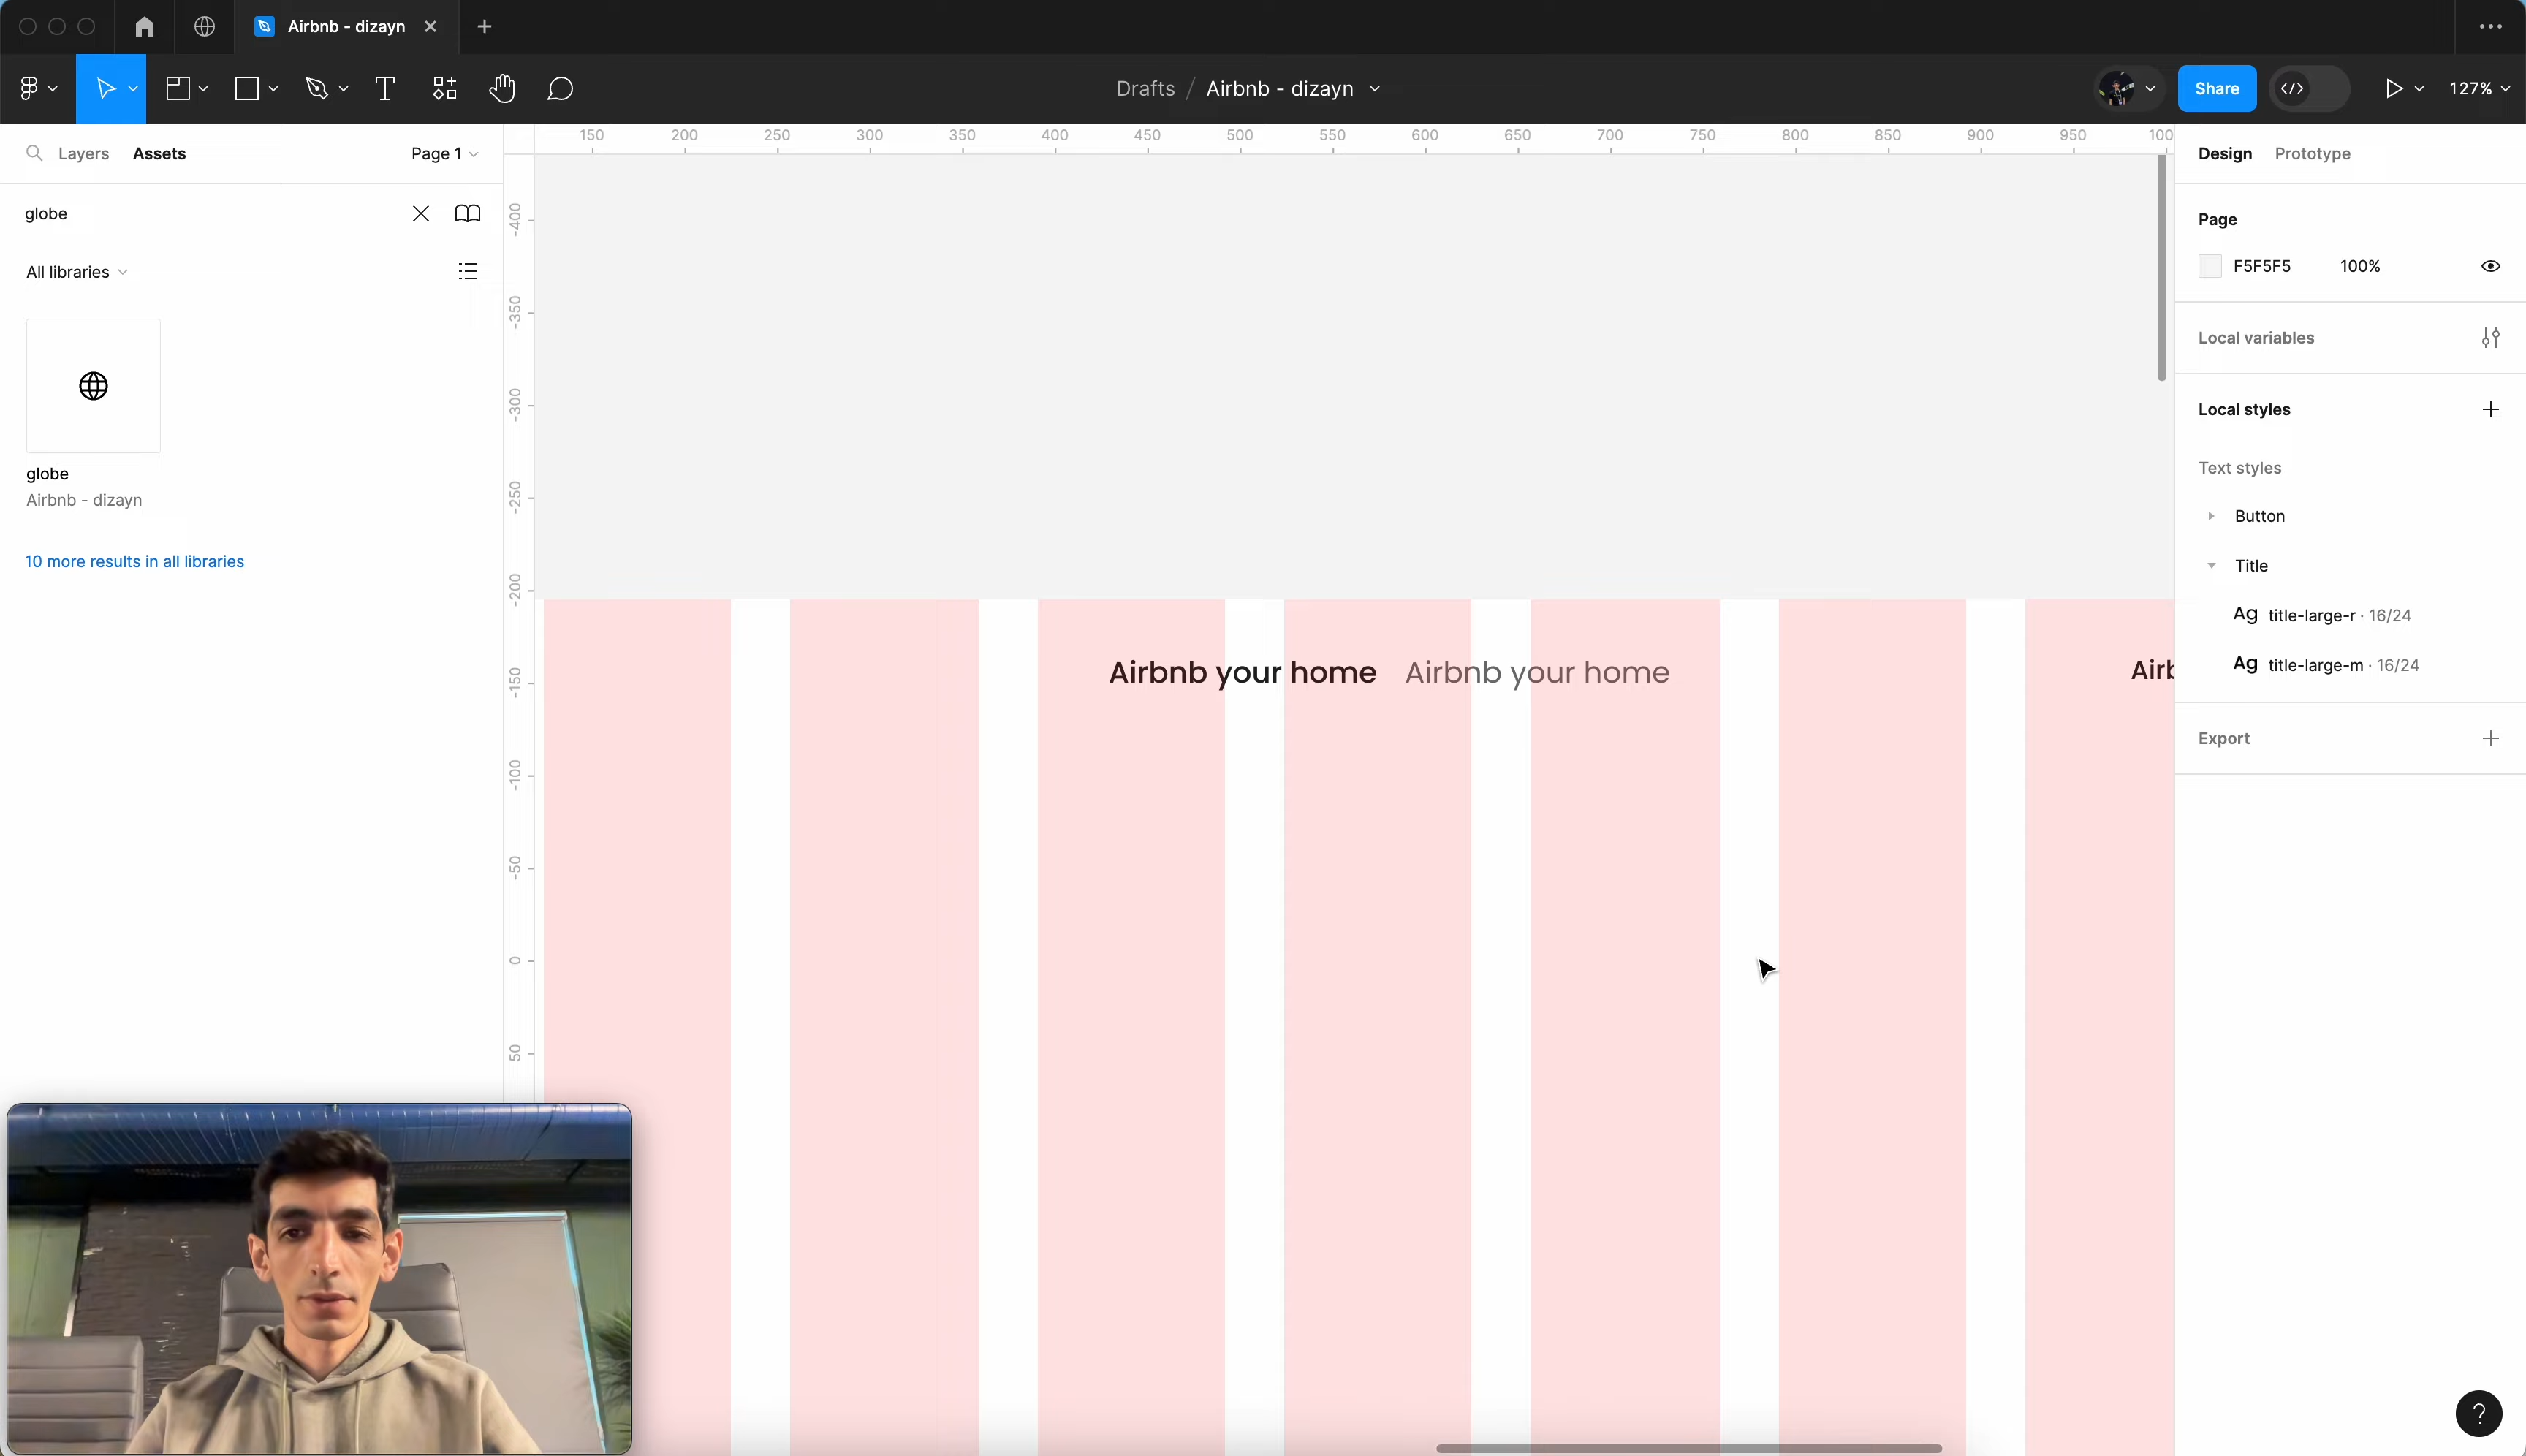 Airbnb - dizayn
Drafts / Airbnb - dizayn
Share
127%
Layers
Assets
Page 1
globe
All libraries
globe
Airbnb - dizayn
10 more results in all libraries
150 200 250 300 350 400 450 500 550 600 650 700 750 800 850 900 950 100
-400
-350
-300
-250
-200
-150
-100
-50
0
50
Airbnb your home
Airbnb your home
Airb
Design
Prototype
Page
F5F5F5
100%
Local variables
Local styles
Text styles
Button
Title
Ag title-large-r · 16/24
Ag title-large-m · 16/24
Export
?